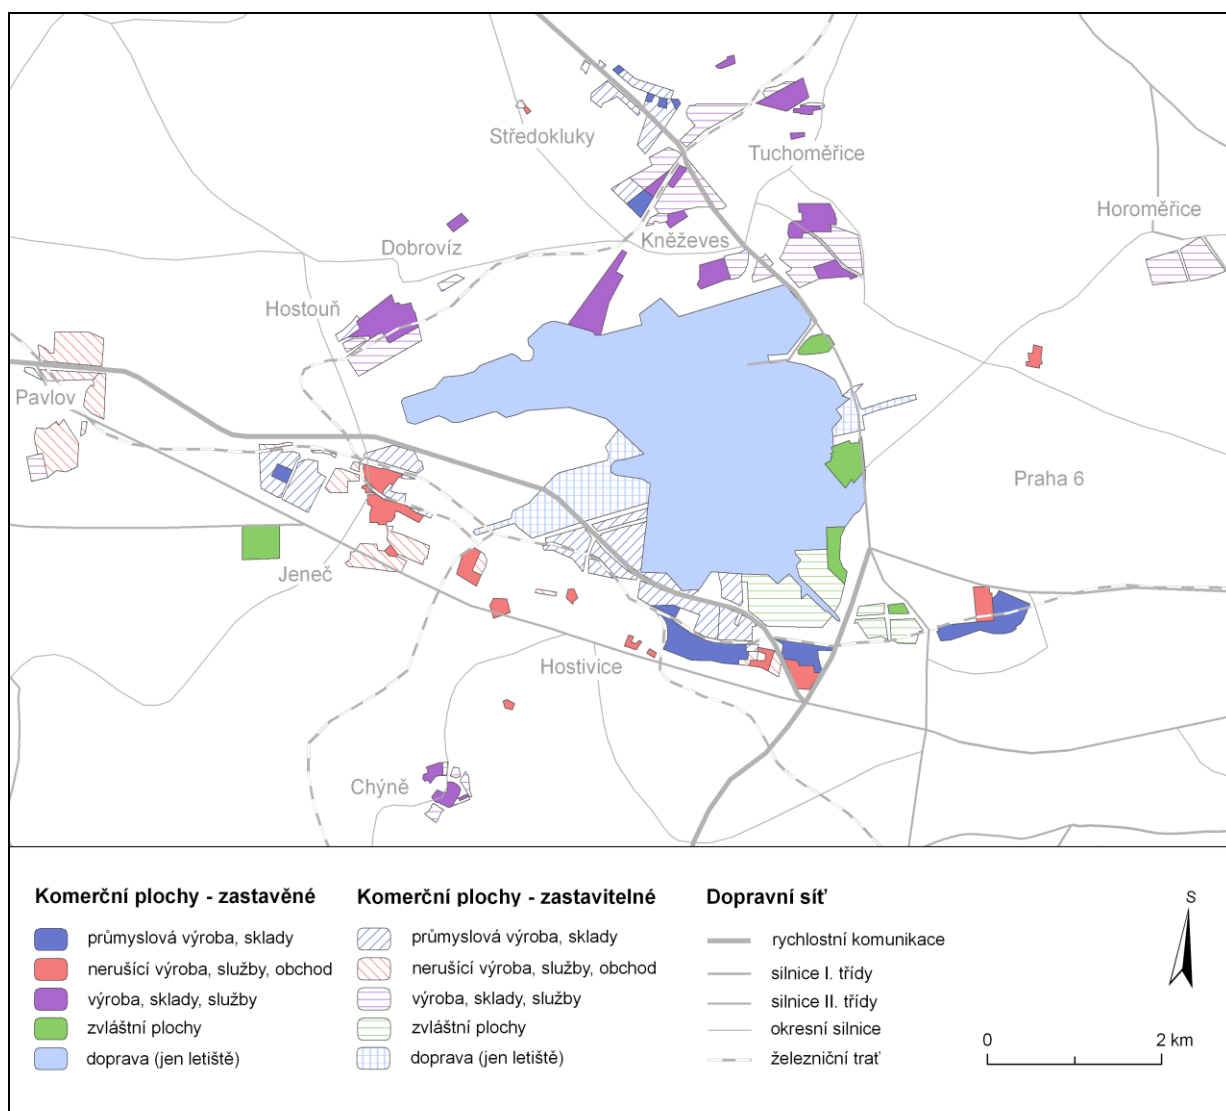 Středokluky
Tuchoměřice
Horoměřice
Kněževes
Dobrovíz
Hostouň
Pavlov
Praha 6
Jeneč
Hostivice
Chýně
Komerční plochy - zastavěné
průmyslová výroba, sklady
nerušící výroba, služby, obchod
výroba, sklady, služby
zvláštní plochy
doprava (jen letiště)
Komerční plochy - zastavitelné
průmyslová výroba, sklady
nerušící výroba, služby, obchod
výroba, sklady, služby
zvláštní plochy
doprava (jen letiště)
Dopravní síť
rychlostní komunikace
silnice I. třídy
silnice II. třídy
okresní silnice
železniční trať
S
0 2 km